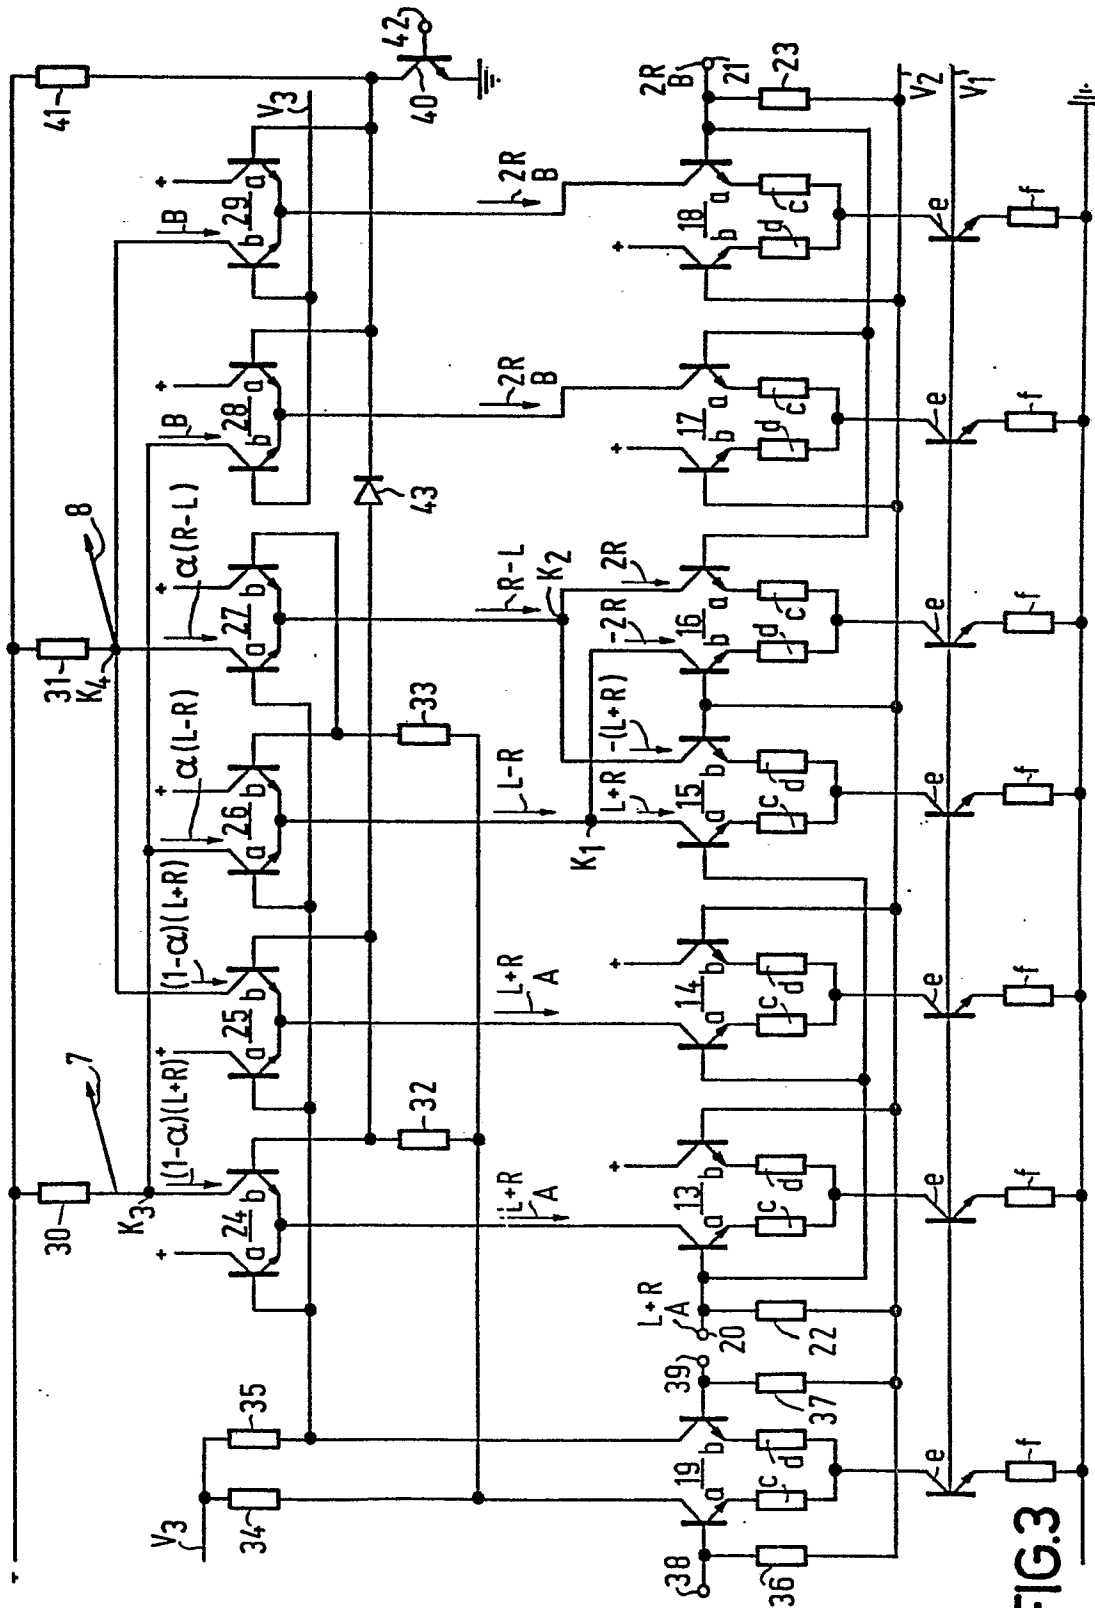 41
42
40
V3
+
B
29
a
b
2R
B
2R
B
21
23
18
a
b
c
d
V2
V1
e
f
+
B
28
a
b
2R
B
+
17
a
b
c
d
e
f
43
8
31
K4
α(R-L)
+
27
a
b
R-L
K2
2R
-2R
16
a
b
c
d
e
f
α(L-R)
+
26
a
b
33
L-R
-(L+R)
L+R
K1
15
a
b
c
d
e
f
(1-α)(L+R)
+
25
a
b
L+R
A
+
14
a
b
c
d
e
f
7
30
K3
(1-α)(L+R)
+
24
a
b
32
L+R
A
+
13
a
b
c
d
e
f
L+R
A
20
22
39
37
V3
35
34
19
a
b
c
d
38
36
e
f
+
FIG.3